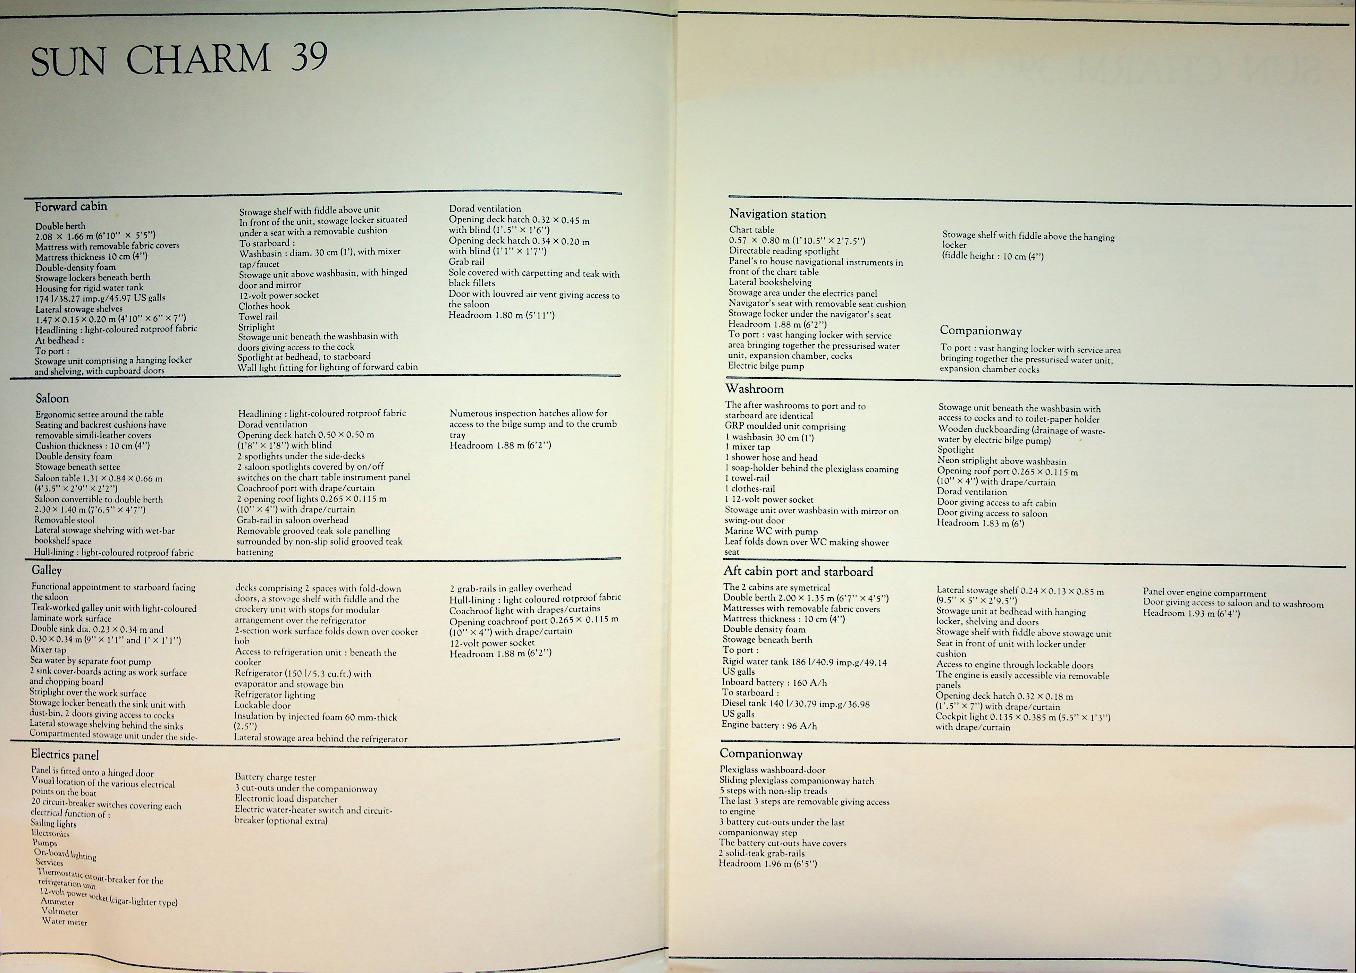 SUN CHARM 39
Forward cabin
Double berth
2.08 × 1.66 m (6'10" × 5'5")
Mattress with removable fabric covers
Mattress thickness 10 cm (4")
Double-density foam
Stowage lockers beneath berth
Housing for rigid water tank
174 l/38.27 imp.g/45.97 US galls
Lateral stowage shelves
1.47 × 0.15 × 0.20 m (4'10" × 6" × 7")
Headlining : light-coloured rotproof fabric
At bedhead :
To port :
Stowage unit comprising a hanging locker
and shelving, with cupboard doors
Stowage shelf with fiddle above unit
In front of the unit, stowage locker situated
under a seat with a removable cushion
To starboard :
Washbasin : diam. 30 cm (1'), with mixer
tap/faucet
Stowage unit above washbasin, with hinged
door and mirror
12-volt power socket
Clothes hook
Towel rail
Striplight
Stowage unit beneath the washbasin with
doors giving access to the cock
Spotlight at bedhead, to starboard
Wall light fitting for lighting of forward cabin
Dorad ventilation
Opening deck hatch 0.32 × 0.45 m
with blind (1'.5" × 1'6")
Opening deck hatch 0.34 × 0.20 m
with blind (1'1" × 1'7")
Grab rail
Sole covered with carpetting and teak with
black fillets
Door with louvred air vent giving access to
the saloon
Headroom 1.80 m (5'11")
Saloon
Ergonomic settee around the table
Seating and backrest cushions have
removable simili-leather covers
Cushion thickness : 10 cm (4")
Double density foam
Stowage beneath settee
Saloon table 1.31 × 0.84 × 0.66 m
(4'3.5" × 2'9" × 2'2")
Saloon convertible to double berth
2.30 × 1.40 m (7'6.5" × 4'7")
Removable stool
Lateral stowage shelving with wet-bar
bookshelf space
Hull-lining : light-coloured rotproof fabric
Headlining : light-coloured rotproof fabric
Dorad ventilation
Opening deck hatch 0.50 × 0.50 m
(1'8" × 1'8") with blind
2 spotlights under the side-decks
2 saloon spotlights covered by on/off
switches on the chart table instrument panel
Coachroof port with drape/curtain
2 opening roof lights 0.265 × 0.115 m
(10" × 4") with drape/curtain
Grab-rail in saloon overhead
Removable grooved teak sole panelling
surrounded by non-slip solid grooved teak
battening
Numerous inspection hatches allow for
access to the bilge sump and to the crumb
tray
Headroom 1.88 m (6'2")
Galley
Functional appointment to starboard facing
the saloon
Teak-worked galley unit with light-coloured
laminate work surface
Double sink dia. 0.23 × 0.34 m and
0.30 × 0.34 m (9" × 1'1" and 1' × 1'1")
Mixer tap
Sea water by separate foot pump
2 sink cover-boards acting as work surface
and chopping board
Striplight over the work surface
Stowage locker beneath the sink unit with
dust-bin, 2 doors giving access to cocks
Lateral stowage shelving behind the sinks
Compartmented stowage unit under the side-
decks comprising 2 spaces with fold-down
doors, a stowage shelf with fiddle and the
crockery unit with stops for modular
arrangement over the refrigerator
2-section work surface folds down over cooker
hob
Access to refrigeration unit : beneath the
cooker
Refrigerator (150 l/5.3 cu.ft.) with
evaporator and stowage bin
Refrigerator lighting
Lockable door
Insulation by injected foam 60 mm-thick
(2.5")
Lateral stowage area behind the refrigerator
2 grab-rails in galley overhead
Hull-lining : light coloured rotproof fabric
Coachroof light with drapes/curtains
Opening coachroof port 0.265 × 0.115 m
(10" × 4") with drape/curtain
12-volt power socket
Headroom 1.88 m (6'2")
Electrics panel
Panel is fitted onto a hinged door
Visual location of the various electrical
points on the boat
20 circuit-breaker switches covering each
electrical function of :
Sailing lights
Electronics
Pumps
On-board lighting
Services
Thermostatic circuit-breaker for the
refrigeration unit
12-volt power socket (cigar-lighter type)
Ammeter
Voltmeter
Water meter
Battery charge tester
3 cut-outs under the companionway
Electronic load dispatcher
Electric water-heater switch and circuit-
breaker (optional extra)
Navigation station
Chart table
0.57 × 0.80 m (1'10.5" × 2'7.5")
Directable reading spotlight
Panel's to house navigational instruments in
front of the chart table
Lateral bookshelving
Stowage area under the electrics panel
Navigator's seat with removable seat cushion
Stowage locker under the navigator's seat
Headroom 1.88 m (6'2")
To port : vast hanging locker with service
area bringing together the pressurised water
unit, expansion chamber, cocks
Electric bilge pump
Stowage shelf with fiddle above the hanging
locker
(fiddle height : 10 cm (4")
Companionway
To port : vast hanging locker with service area
bringing together the pressurised water unit,
expansion chamber cocks
Washroom
The after washrooms to port and to
starboard are identical
GRP moulded unit comprising
1 washbasin 30 cm (1')
1 mixer tap
1 shower hose and head
1 soap-holder behind the plexiglass coaming
1 towel-rail
1 clothes-rail
1 12-volt power socket
Stowage unit over washbasin with mirror on
swing-out door
Marine WC with pump
Leaf folds down over WC making shower
seat
Stowage unit beneath the washbasin with
access to cocks and to toilet-paper holder
Wooden duckboarding (drainage of waste-
water by electric bilge pump)
Spotlight
Neon striplight above washbasin
Opening roof port 0.265 × 0.115 m
(10" × 4") with drape/curtain
Dorad ventilation
Door giving access to aft cabin
Door giving access to saloon
Headroom 1.83 m (6')
Aft cabin port and starboard
The 2 cabins are symetrical
Double berth 2.00 × 1.35 m (6'7" × 4'5")
Mattresses with removable fabric covers
Mattress thickness : 10 cm (4")
Double density foam
Stowage beneath berth
To port :
Rigid water tank 186 l/40.9 imp.g/49.14
US galls
Inboard battery : 160 A/h
To starboard :
Diesel tank 140 l/30.79 imp.g/36.98
US galls
Engine battery : 96 A/h
Lateral stowage shelf 0.24 × 0.13 × 0.85 m
(9.5" × 5" × 2'9.5")
Stowage unit at bedhead with hanging
locker, shelving and doors
Stowage shelf with fiddle above stowage unit
Seat in front of unit with locker under
cushion
Access to engine through lockable doors
The engine is easily accessible via removable
panels
Opening deck hatch 0.32 × 0.18 m
(1'.5" × 7") with drape/curtain
Cockpit light 0.135 × 0.385 m (5.5" × 1'3")
with drape/curtain
Panel over engine compartment
Door giving access to saloon and to washroom
Headroom 1.93 m (6'4")
Companionway
Plexiglass washboard-door
Sliding plexiglass companionway hatch
5 steps with non-slip treads
The last 3 steps are removable giving access
to engine
3 battery cut-outs under the last
companionway step
The battery cut-outs have covers
2 solid-teak grab-rails
Headroom 1.96 m (6'5")